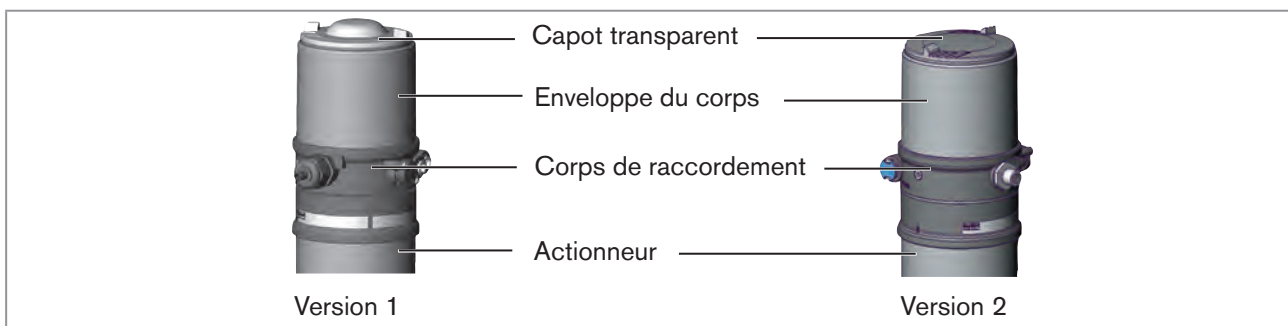 Capot transparent
Enveloppe du corps
Corps de raccordement
Actionneur
Version 1
Version 2